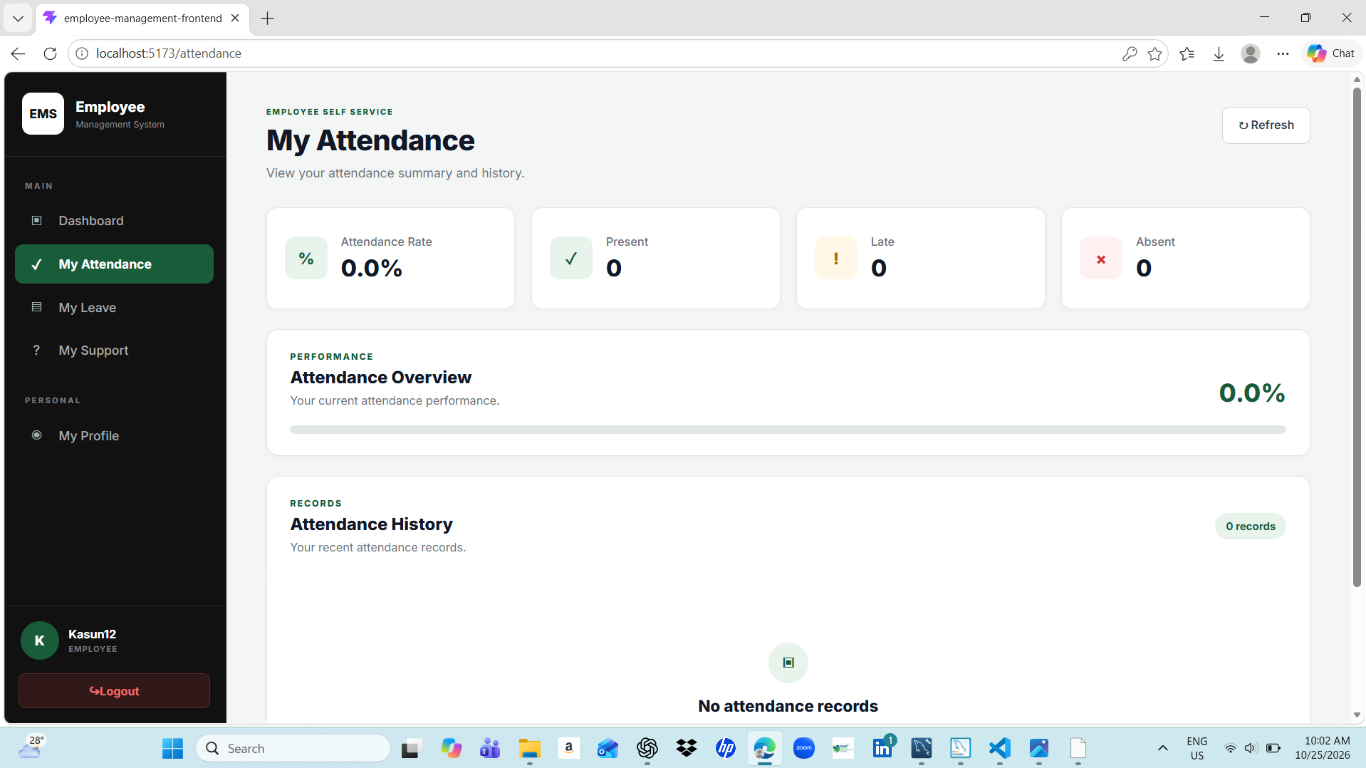 employee-management-frontend
localhost:5173/attendance
Chat
EMS
Employee
Management System
MAIN
Dashboard
My Attendance
My Leave
? My Support
PERSONAL
My Profile
K
Kasun12
EMPLOYEE
↪Logout
EMPLOYEE SELF SERVICE
My Attendance
View your attendance summary and history.
↻ Refresh
% Attendance Rate
0.0%
✓ Present
0
! Late
0
× Absent
0
PERFORMANCE
Attendance Overview
Your current attendance performance.
0.0%
RECORDS
Attendance History
Your recent attendance records.
0 records
No attendance records
28°
Search
a
hp
zoom
1
ENG
US
10:02 AM
10/25/2026